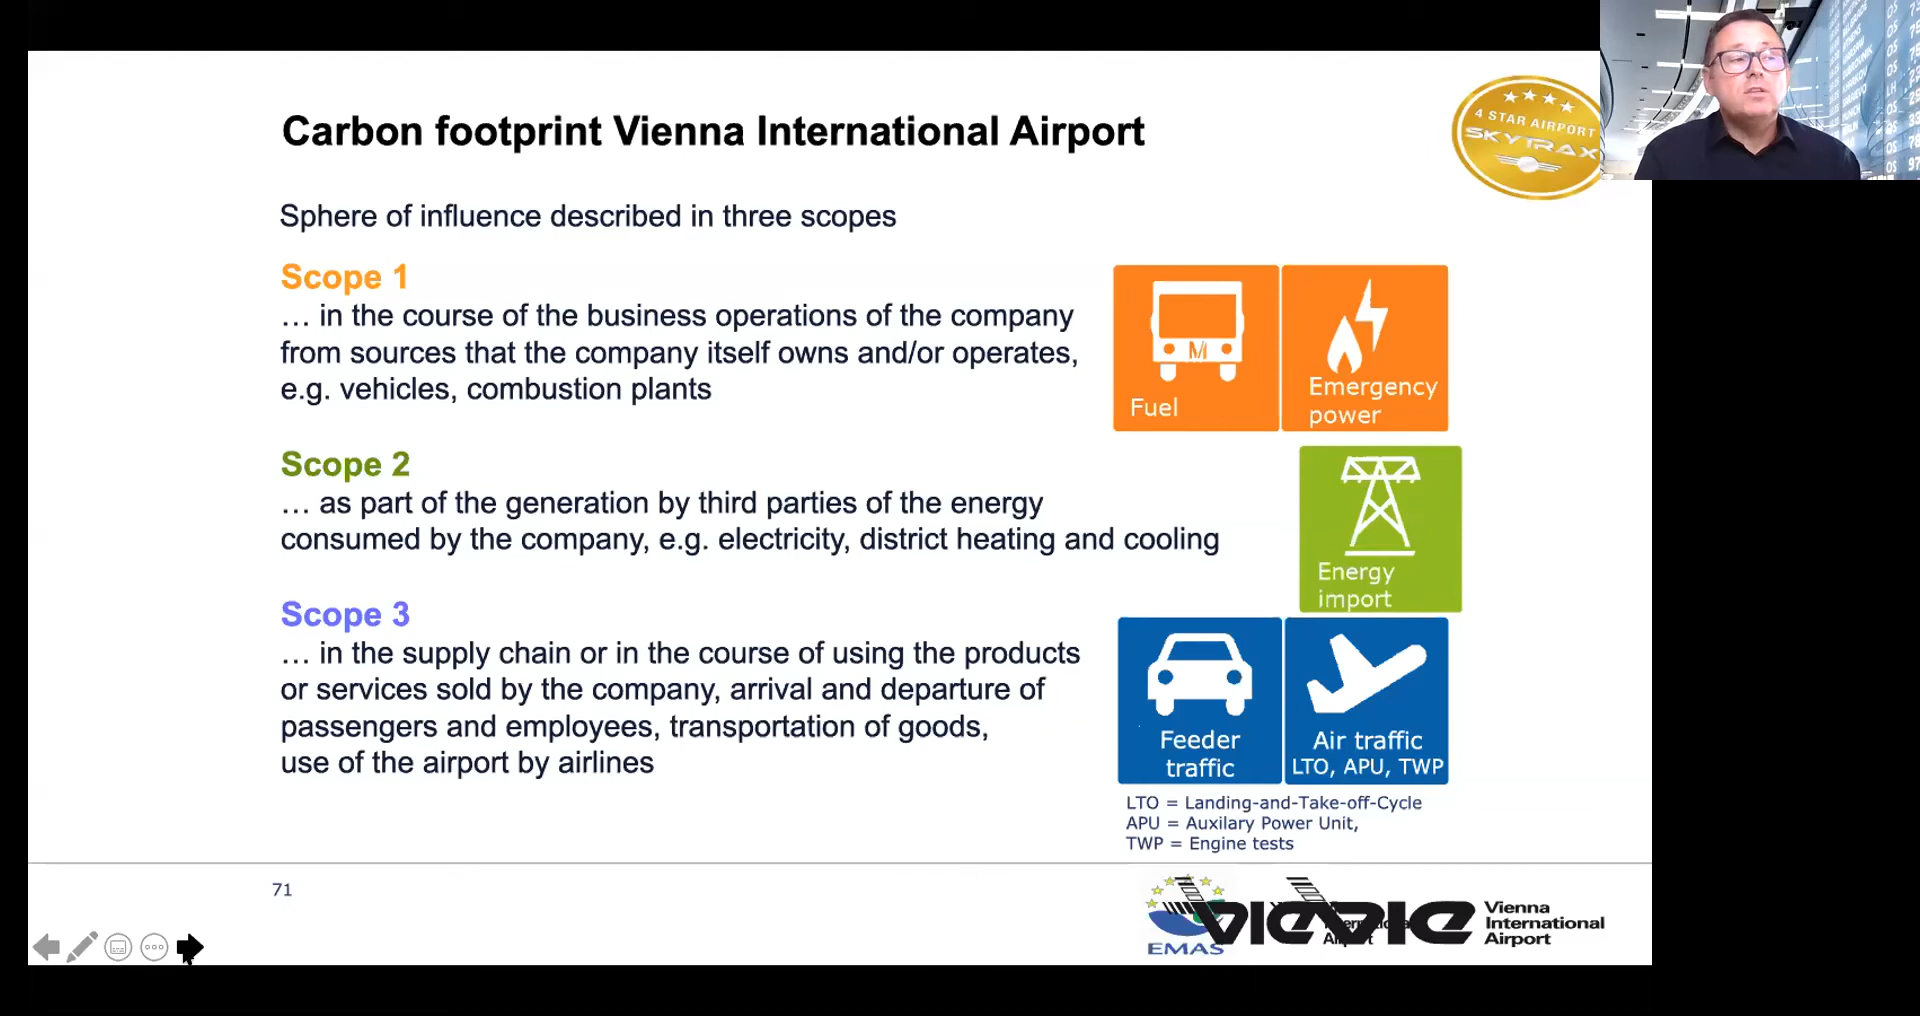 Carbon footprint Vienna International Airport
4 STAR AIRPORT
SKYTRAX
Sphere of influence described in three scopes
Scope 1
… in the course of the business operations of the company
from sources that the company itself owns and/or operates,
e.g. vehicles, combustion plants
Fuel
Emergency
power
Scope 2
… as part of the generation by third parties of the energy
consumed by the company, e.g. electricity, district heating and cooling
Energy
import
Scope 3
… in the supply chain or in the course of using the products
or services sold by the company, arrival and departure of
passengers and employees, transportation of goods,
use of the airport by airlines
Feeder
traffic
Air traffic
LTO, APU, TWP
LTO = Landing-and-Take-off-Cycle
APU = Auxilary Power Unit,
TWP = Engine tests
71
EMAS
VIE
Vienna
International
Airport